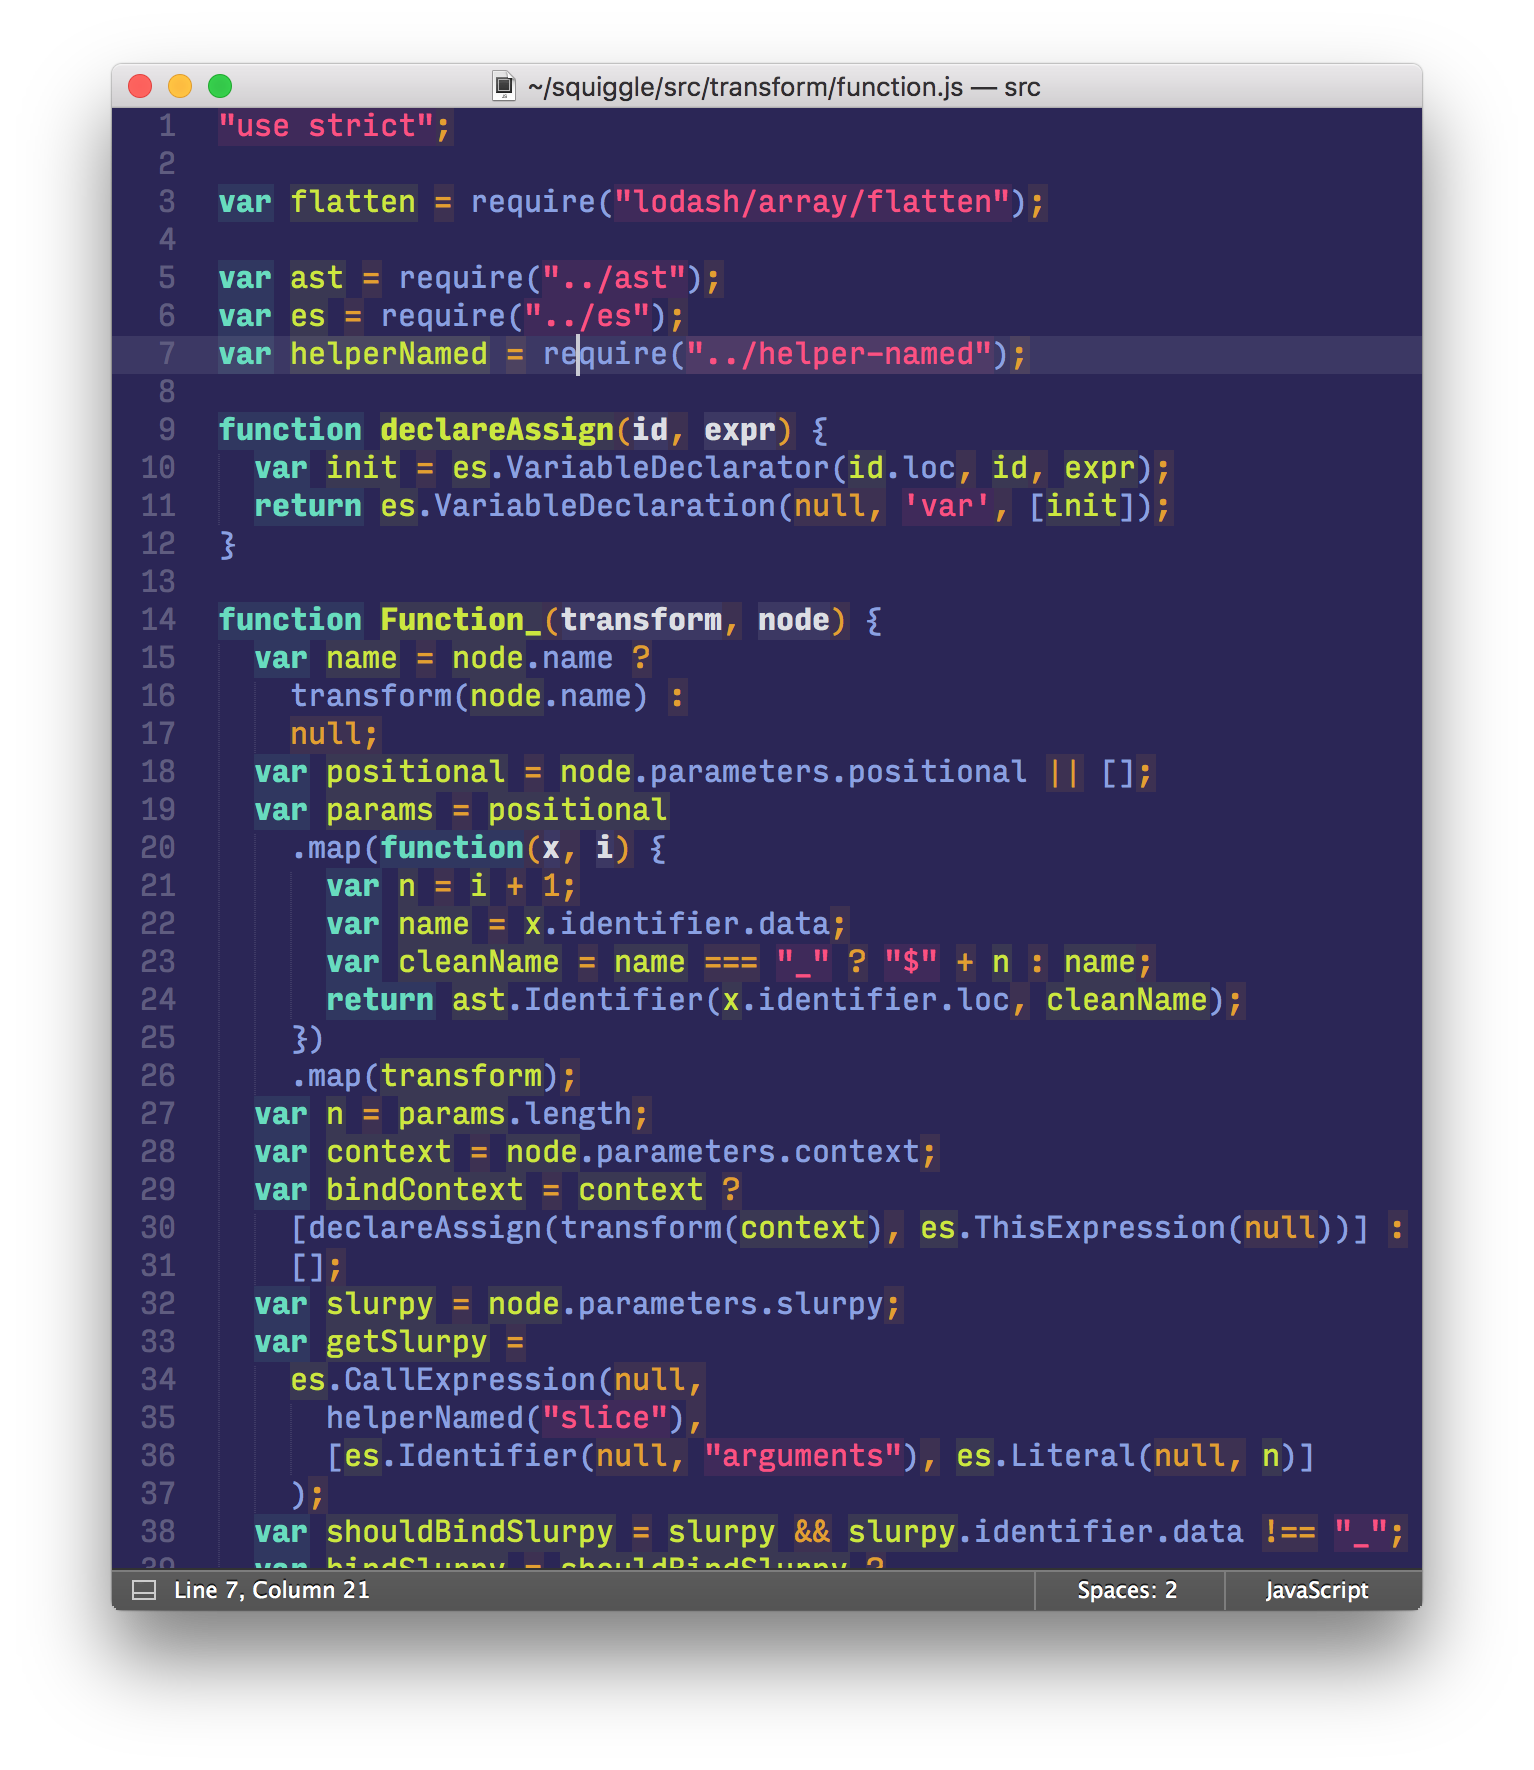 ~/squiggle/src/transform/function.js — src
1 "use strict";
2
3 var flatten = require("lodash/array/flatten");
4
5 var ast = require("../ast");
6 var es = require("../es");
7 var helperNamed = require("../helper-named");
8
9 function declareAssign(id, expr) {
10   var init = es.VariableDeclarator(id.loc, id, expr);
11   return es.VariableDeclaration(null, 'var', [init]);
12 }
13
14 function Function_(transform, node) {
15   var name = node.name ?
16     transform(node.name) :
17     null;
18   var positional = node.parameters.positional || [];
19   var params = positional
20     .map(function(x, i) {
21       var n = i + 1;
22       var name = x.identifier.data;
23       var cleanName = name === "_" ? "$" + n : name;
24       return ast.Identifier(x.identifier.loc, cleanName);
25     })
26     .map(transform);
27   var n = params.length;
28   var context = node.parameters.context;
29   var bindContext = context ?
30     [declareAssign(transform(context), es.ThisExpression(null))] :
31     [];
32   var slurpy = node.parameters.slurpy;
33   var getSlurpy =
34     es.CallExpression(null,
35       helperNamed("slice"),
36       [es.Identifier(null, "arguments"), es.Literal(null, n)]
37     );
38   var shouldBindSlurpy = slurpy && slurpy.identifier.data !== "_";
39   var bindSlurpy = shouldBindSlurpy ?
Line 7, Column 21
Spaces: 2
JavaScript